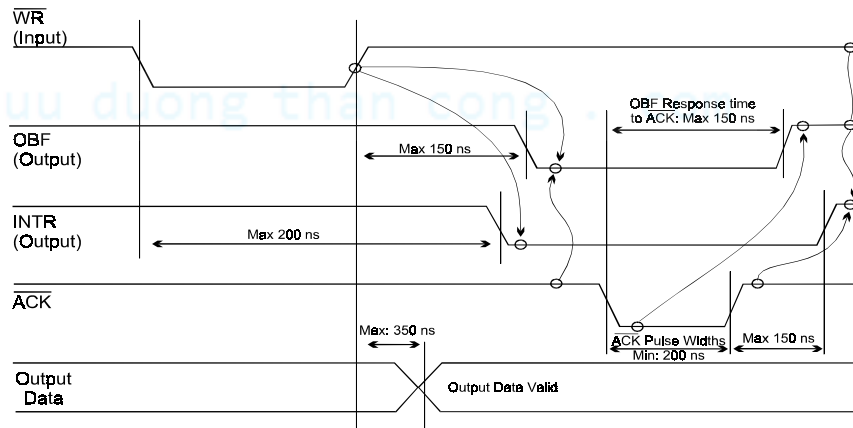 WR
(Input)
uu duong than cong . com
OBF Response time
to ACK: Max 150 ns
OBF
(Output)
Max 150 ns
INTR
(Output)
Max 200 ns
ACK
Max: 350 ns
ACK Pulse Widths
Min: 200 ns
Max 150 ns
Output
Data
Output Data Valid